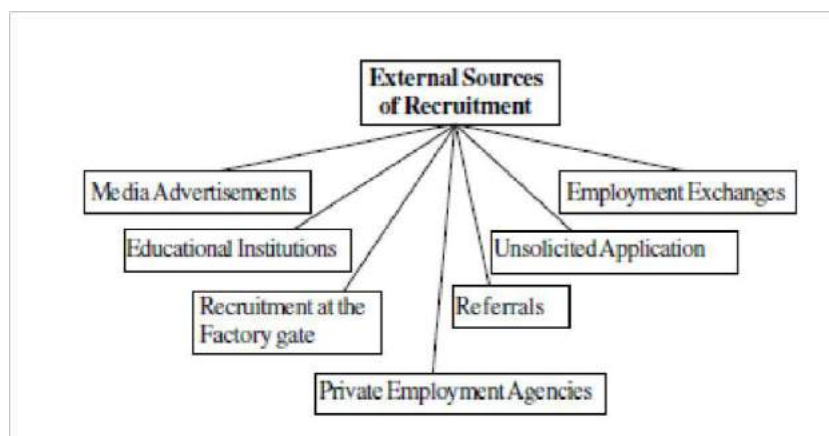 External Sources
of Recruitment
Media Advertisements
Employment Exchanges
Educational Institutions
Unsolicited Application
Recruitment at the
Factory gate
Referrals
Private Employment Agencies